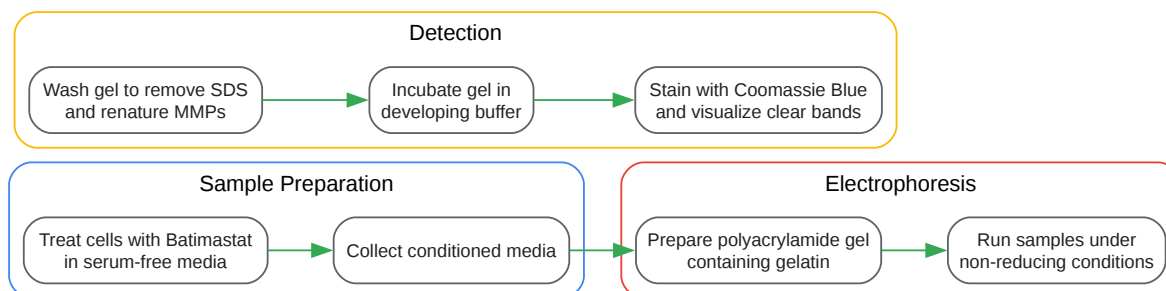 Detection
Wash gel to remove SDS
and renature MMPs
Incubate gel in
developing buffer
Stain with Coomassie Blue
and visualize clear bands
Sample Preparation
Treat cells with Batimastat
in serum-free media
Collect conditioned media
Electrophoresis
Prepare polyacrylamide gel
containing gelatin
Run samples under
non-reducing conditions